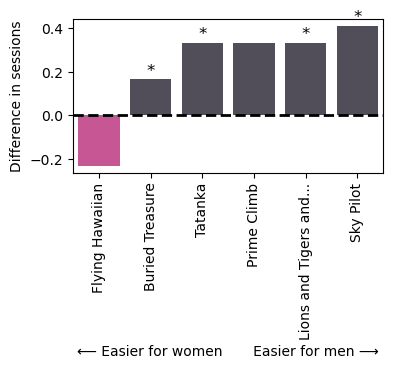 Difference in sessions
0.4
0.2
0.0
−0.2
*
*
*
*
Flying Hawaiian
Buried Treasure
Tatanka
Prime Climb
Lions and Tigers and...
Sky Pilot
⟵ Easier for women
Easier for men ⟶